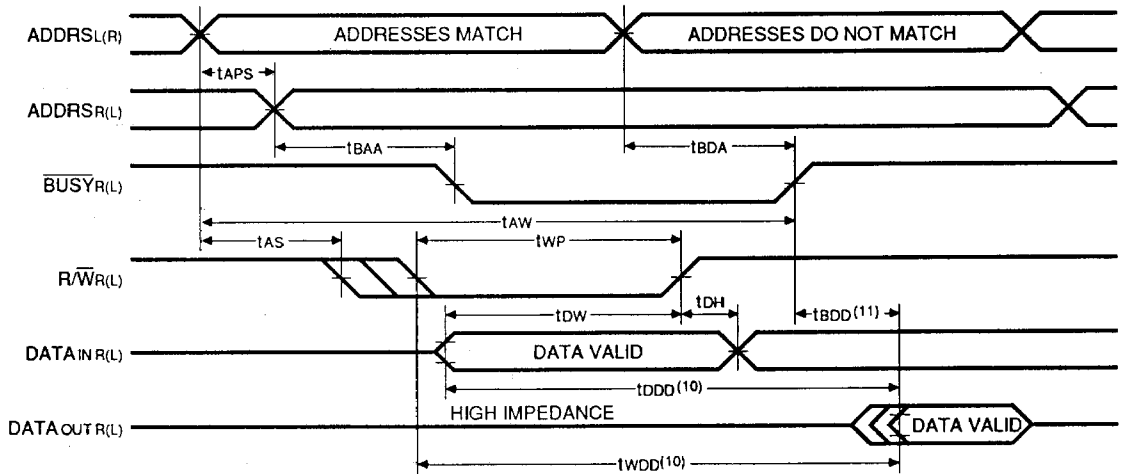 ADDRSL(R) ADDRESSES MATCH ADDRESSES DO NOT MATCH
tAPS
ADDRSR(L)
tBAA tBDA
BUSYR(L)
tAW
tAS tWP
R/WR(L)
tDH
tDW tBDD(11)
DATAIN R(L) DATA VALID
tDDD(10)
HIGH IMPEDANCE
DATAOUT R(L) DATA VALID
tWDD(10)